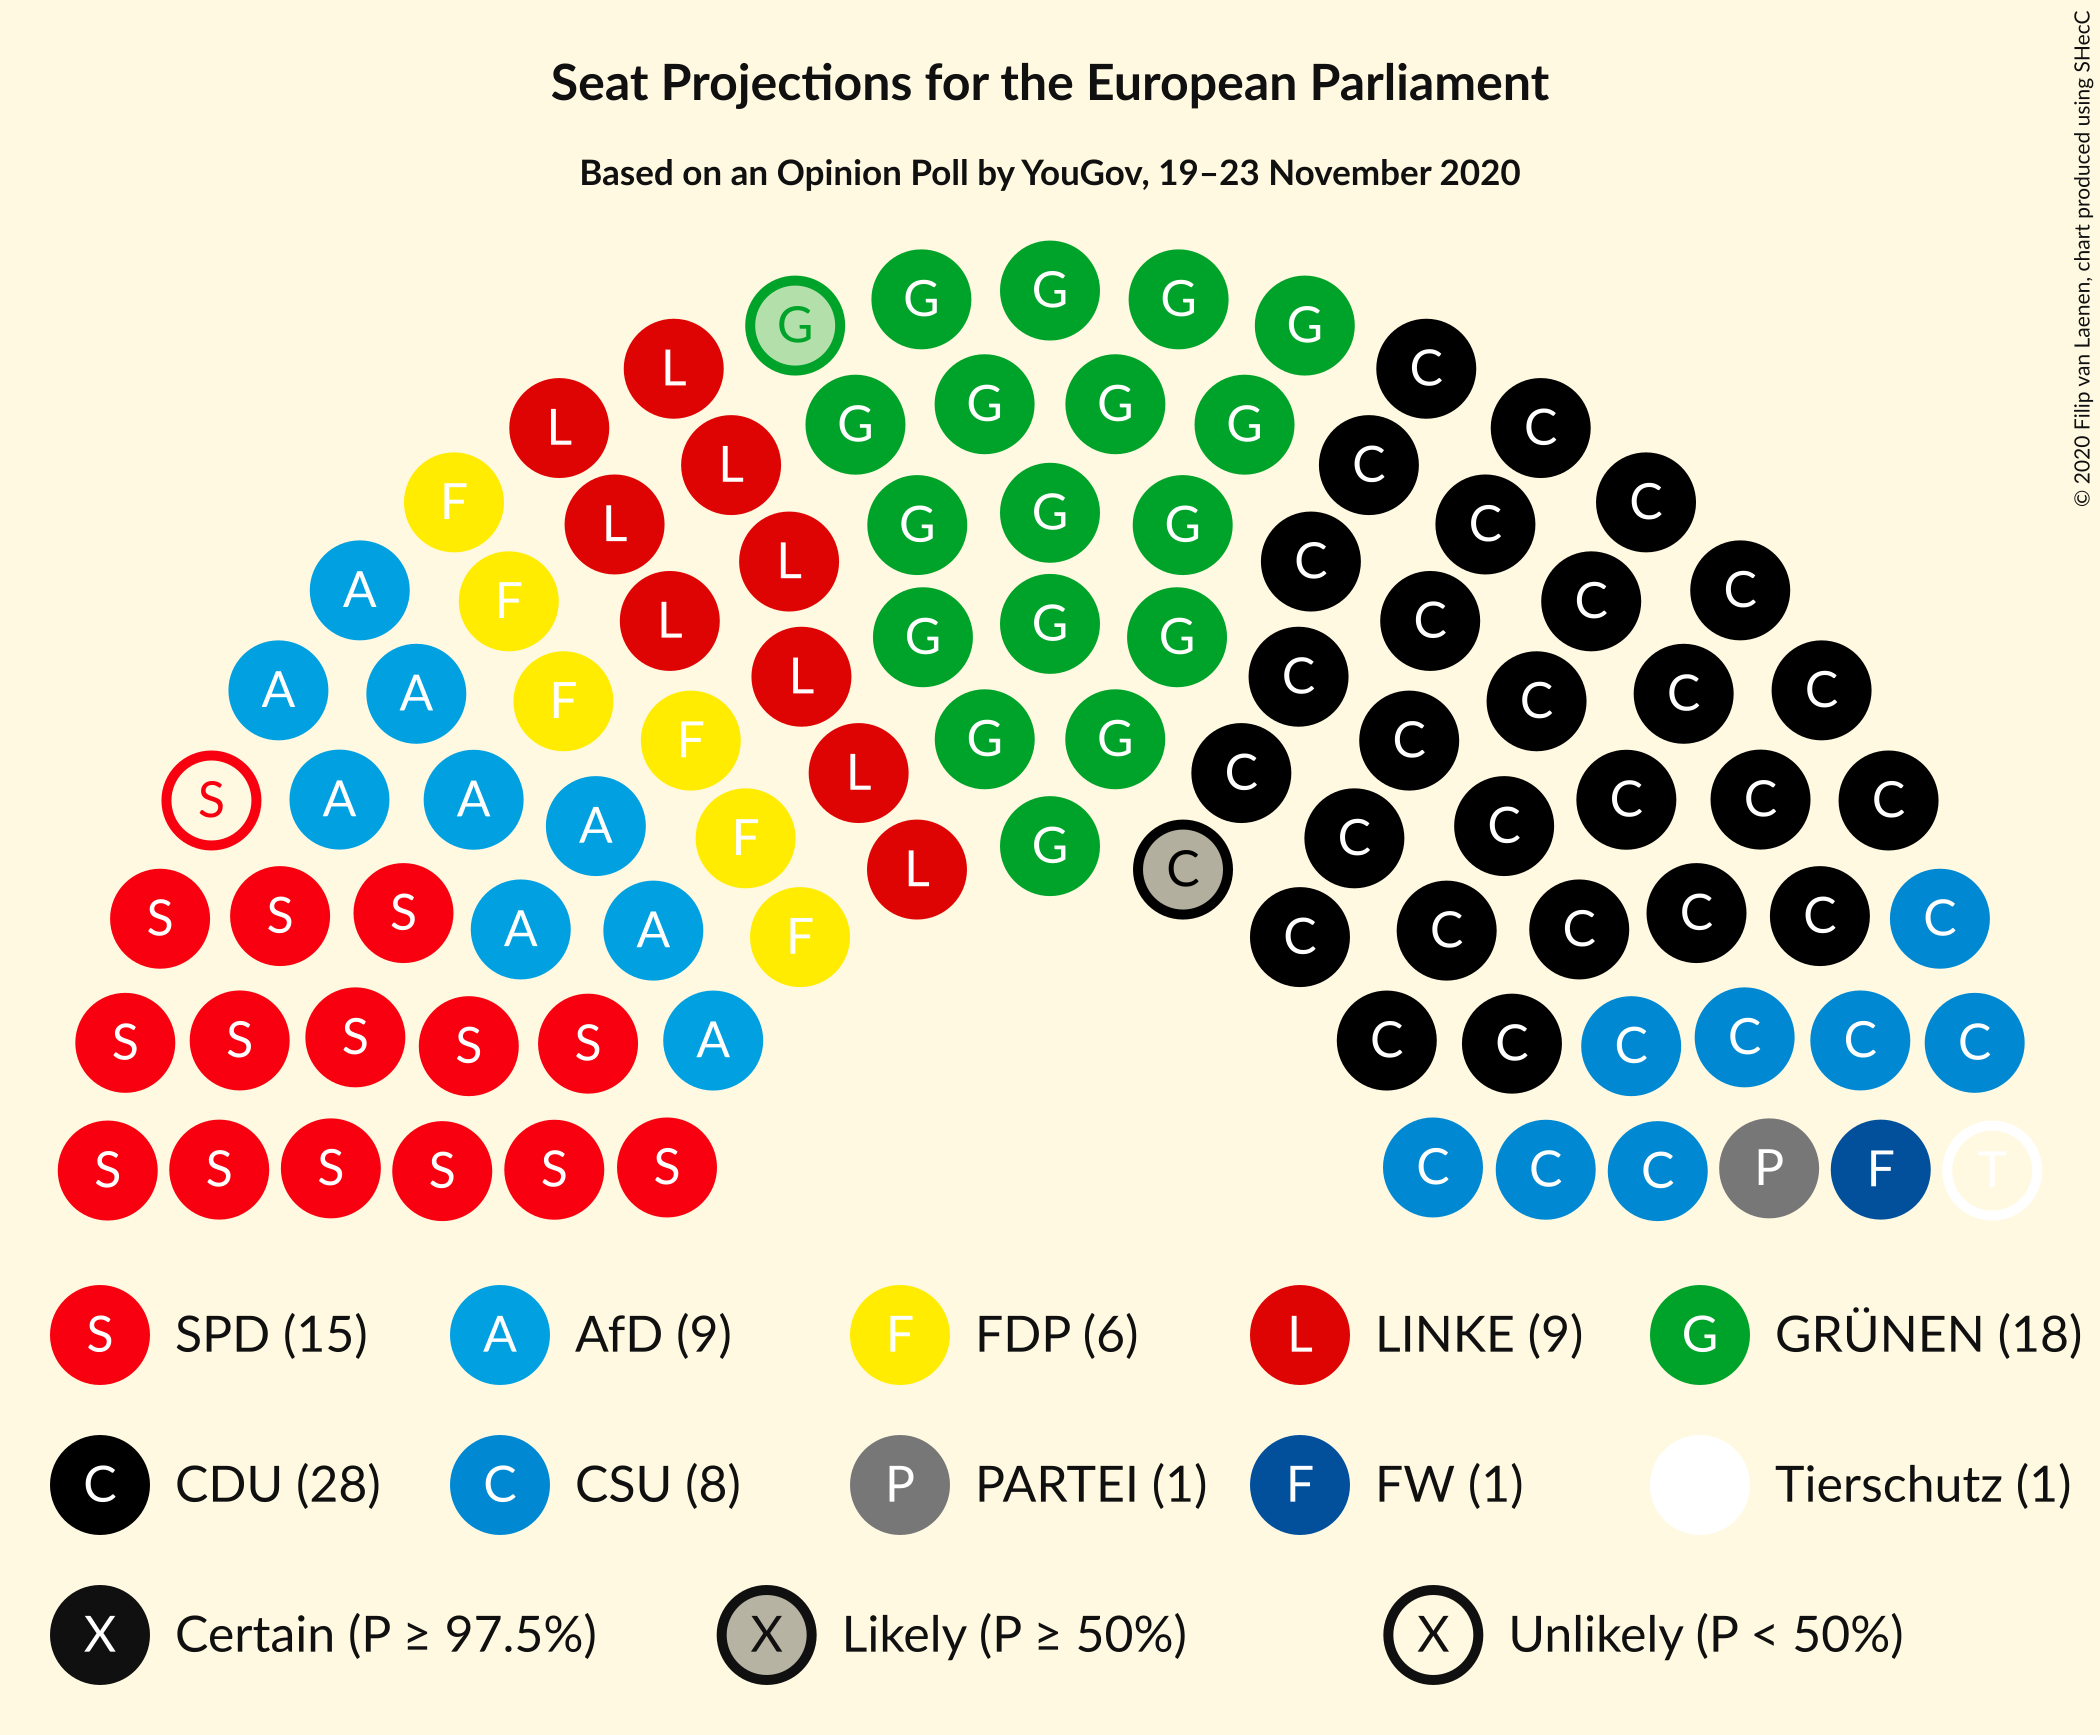 Seat Projections for the European Parliament
Based on an Opinion Poll by YouGov, 19–23 November 2020
© 2020 Filip van Laenen, chart produced using SHecC
G
G G
G G
L C
G G
L G G C
F L C C
L C
L G G G C
A F L C C
L G G G C
A A F L C C C C
F G G C
S A A A F L C C C C C C
S S S A A F L G C C C C C C C
S S S S S A C C C C C C
S S S S S S C C C P F T
S SPD (15) A AfD (9) F FDP (6) L LINKE (9) G GRÜNEN (18)
C CDU (28) C CSU (8) P PARTEI (1) F FW (1) Tierschutz (1)
X Certain (P ≥ 97.5%) X Likely (P ≥ 50%) X Unlikely (P < 50%)